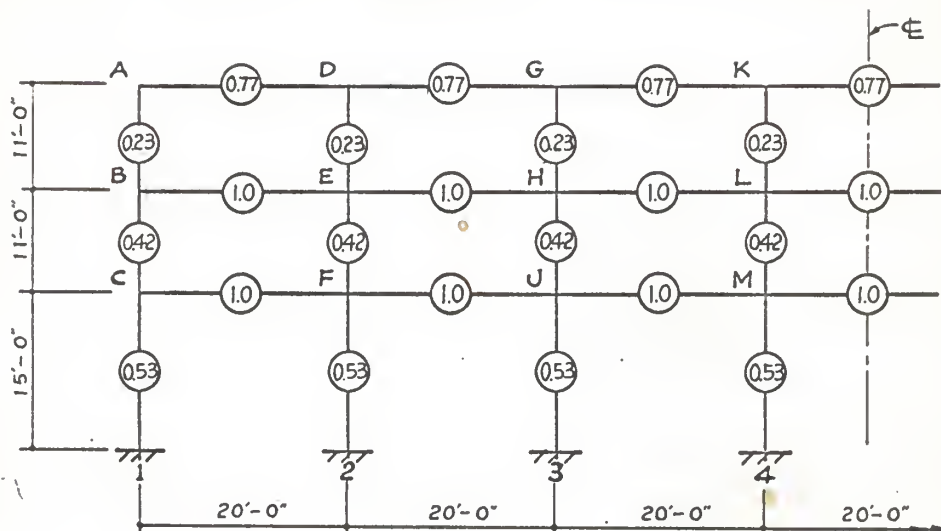 ℄
A D G K
0.77 0.77 0.77 0.77
11'-0"
0.23 0.23 0.23 0.23
B E H L
1.0 1.0 1.0 1.0
11'-0"
0.42 0.42 0.42 0.42
C F J M
1.0 1.0 1.0 1.0
15'-0"
0.53 0.53 0.53 0.53
1 2 3 4
20'-0" 20'-0" 20'-0" 20'-0"